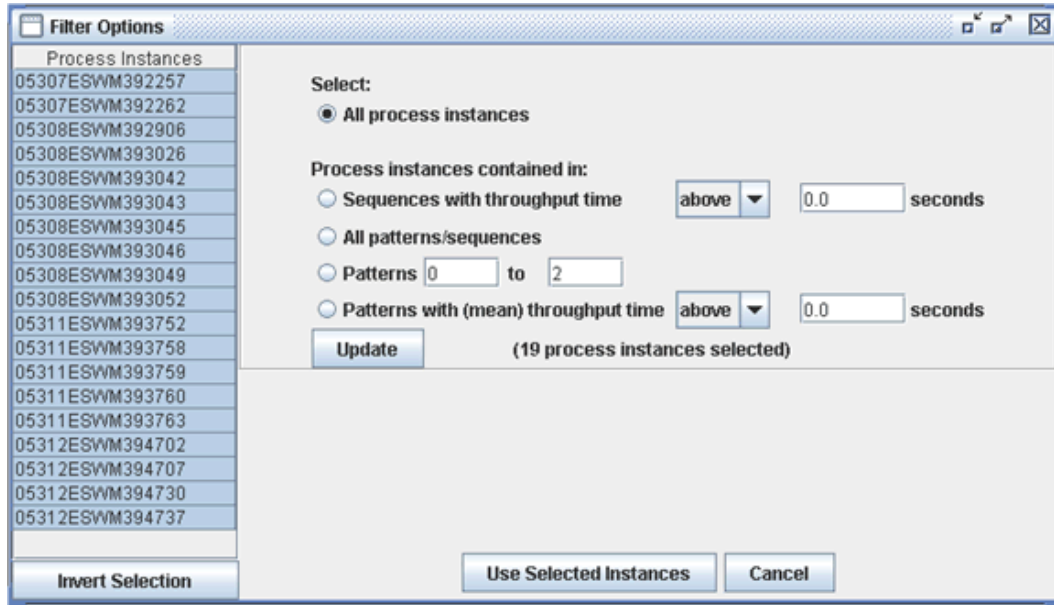 Filter Options
Process Instances
05307ESWM392257
05307ESWM392262
05308ESWM392906
05308ESWM393026
05308ESWM393042
05308ESWM393043
05308ESWM393045
05308ESWM393046
05308ESWM393049
05308ESWM393052
05311ESWM393752
05311ESWM393758
05311ESWM393759
05311ESWM393760
05311ESWM393763
05312ESWM394702
05312ESWM394707
05312ESWM394730
05312ESWM394737
Invert Selection
Select:
All process instances
Process instances contained in:
Sequences with throughput time above 0.0 seconds
All patterns/sequences
Patterns 0 to 2
Patterns with (mean) throughput time above 0.0 seconds
Update (19 process instances selected)
Use Selected Instances Cancel